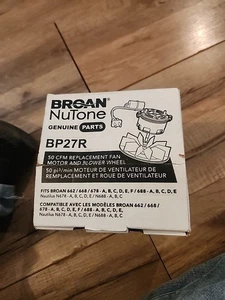 BROAN
NuTone
GENUINE PARTS
BP27R
50 CFM REPLACEMENT FAN
MOTOR AND BLOWER WHEEL
50 pi³/min MOTEUR DE VENTILATEUR DE
REMPLACEMENT ET ROUE DE VENTILATEUR
FITS BROAN 662 / 668 / 678 - A, B, C, D, E, F / 688 - A, B, C, D, E
Nautilus N678 - A, B, C, D, E / N688 - A, B, C
COMPATIBLE AVEC LES MODÈLES BROAN 662 / 668 /
678 - A, B, C, D, E, F / 688 - A, B, C, D, E
Nautilus N678 - A, B, C, D, E / N688 - A, B, C